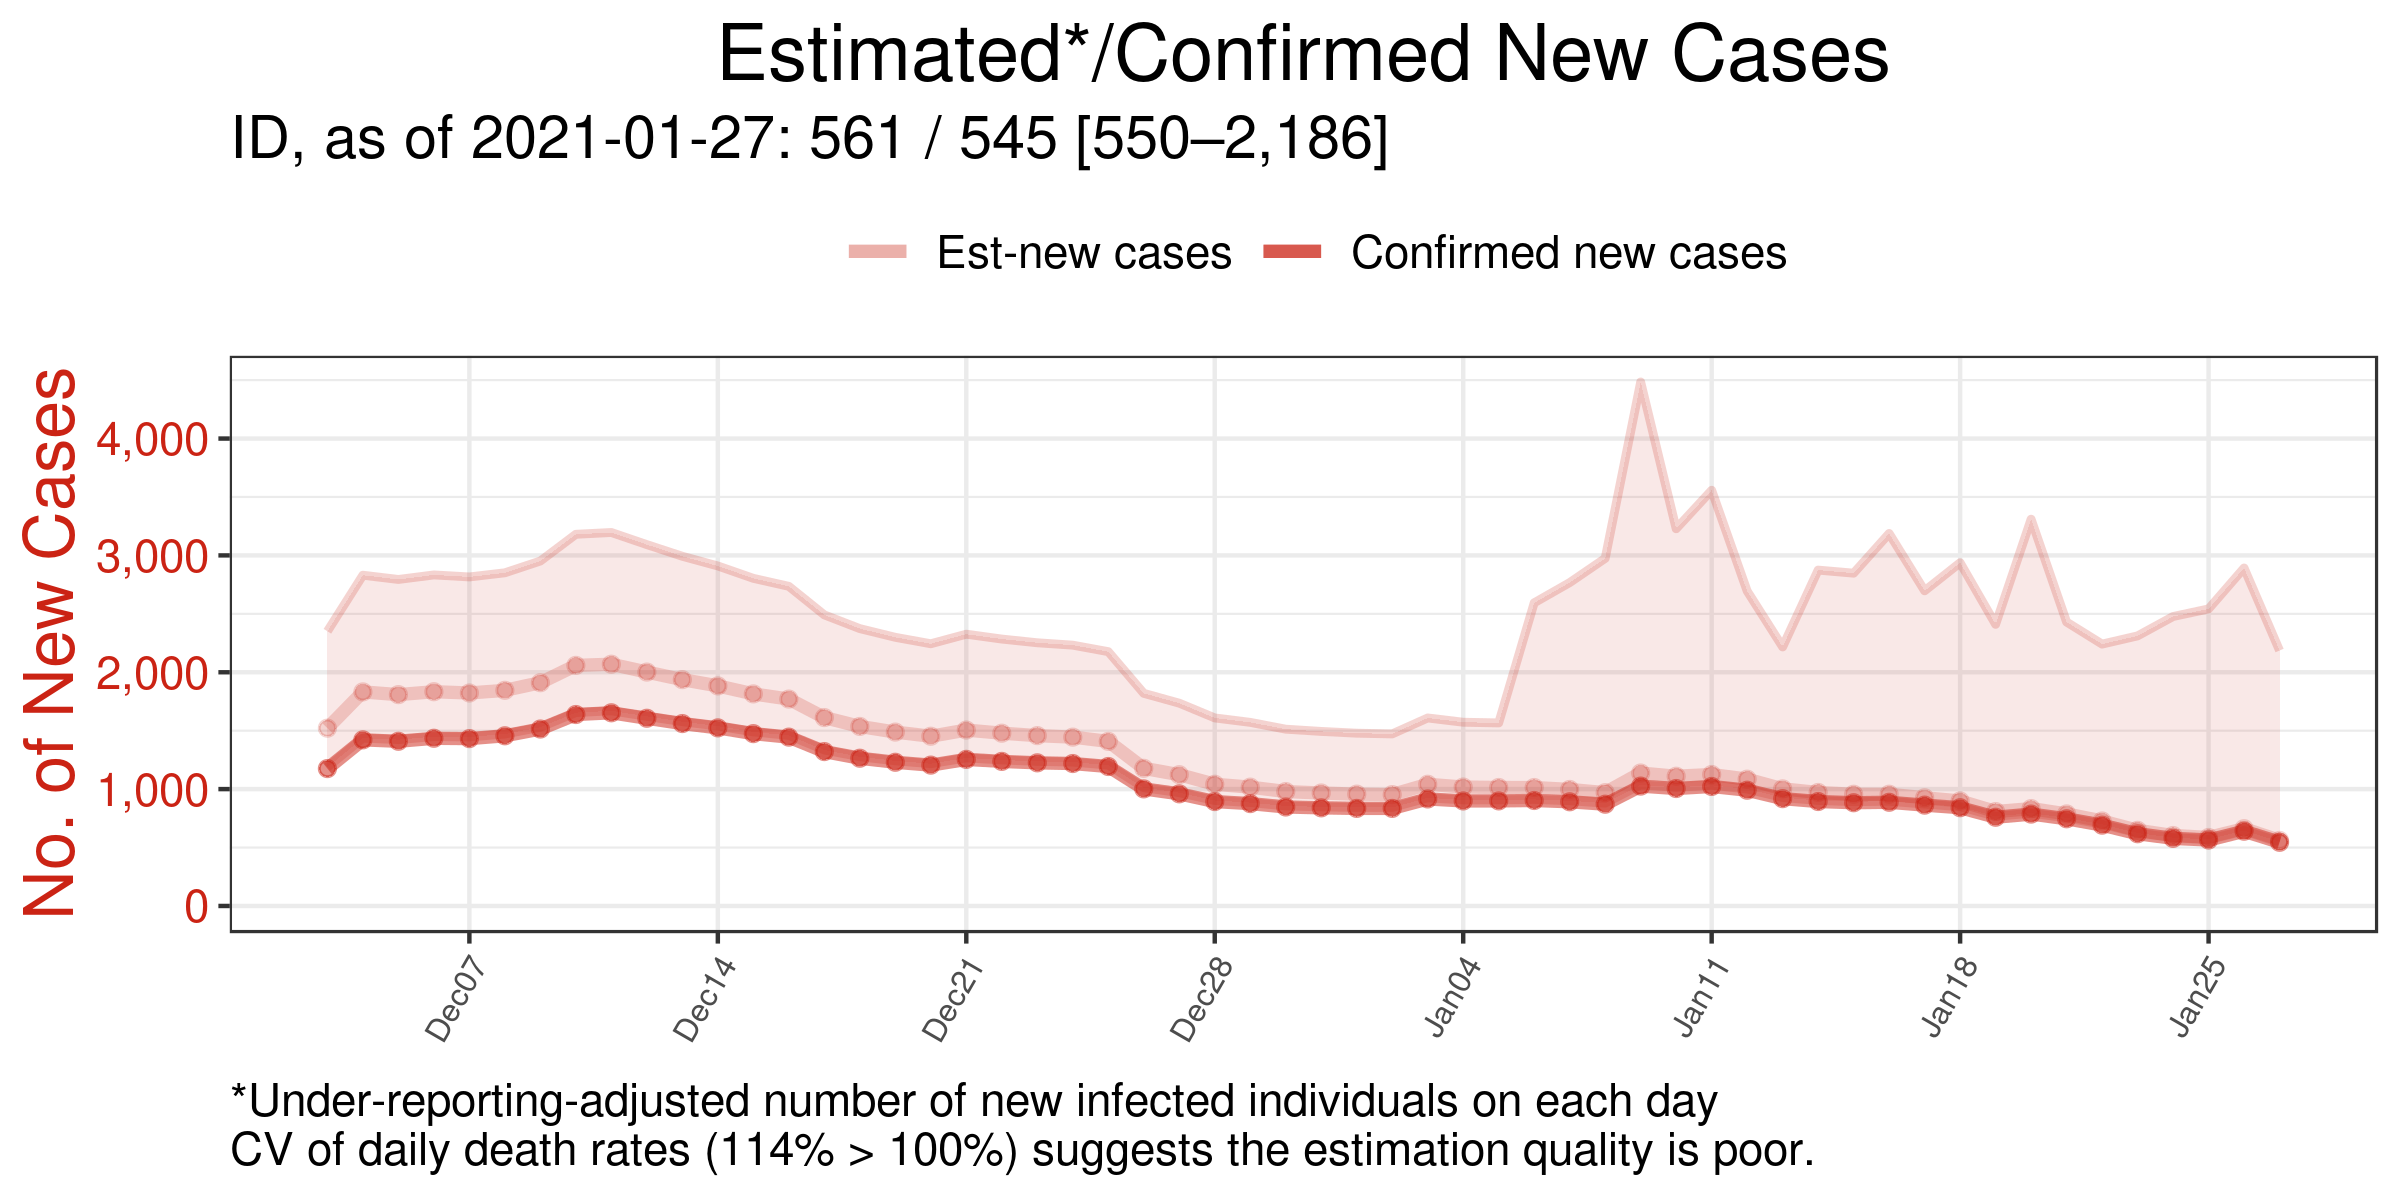 Estimated*/Confirmed New Cases
ID, as of 2021-01-27: 561 / 545 [550–2,186]
Est-new cases
Confirmed new cases
No. of New Cases
4,000
3,000
2,000
1,000
0
Dec07
Dec14
Dec21
Dec28
Jan04
Jan11
Jan18
Jan25
*Under-reporting-adjusted number of new infected individuals on each day
CV of daily death rates (114% > 100%) suggests the estimation quality is poor.